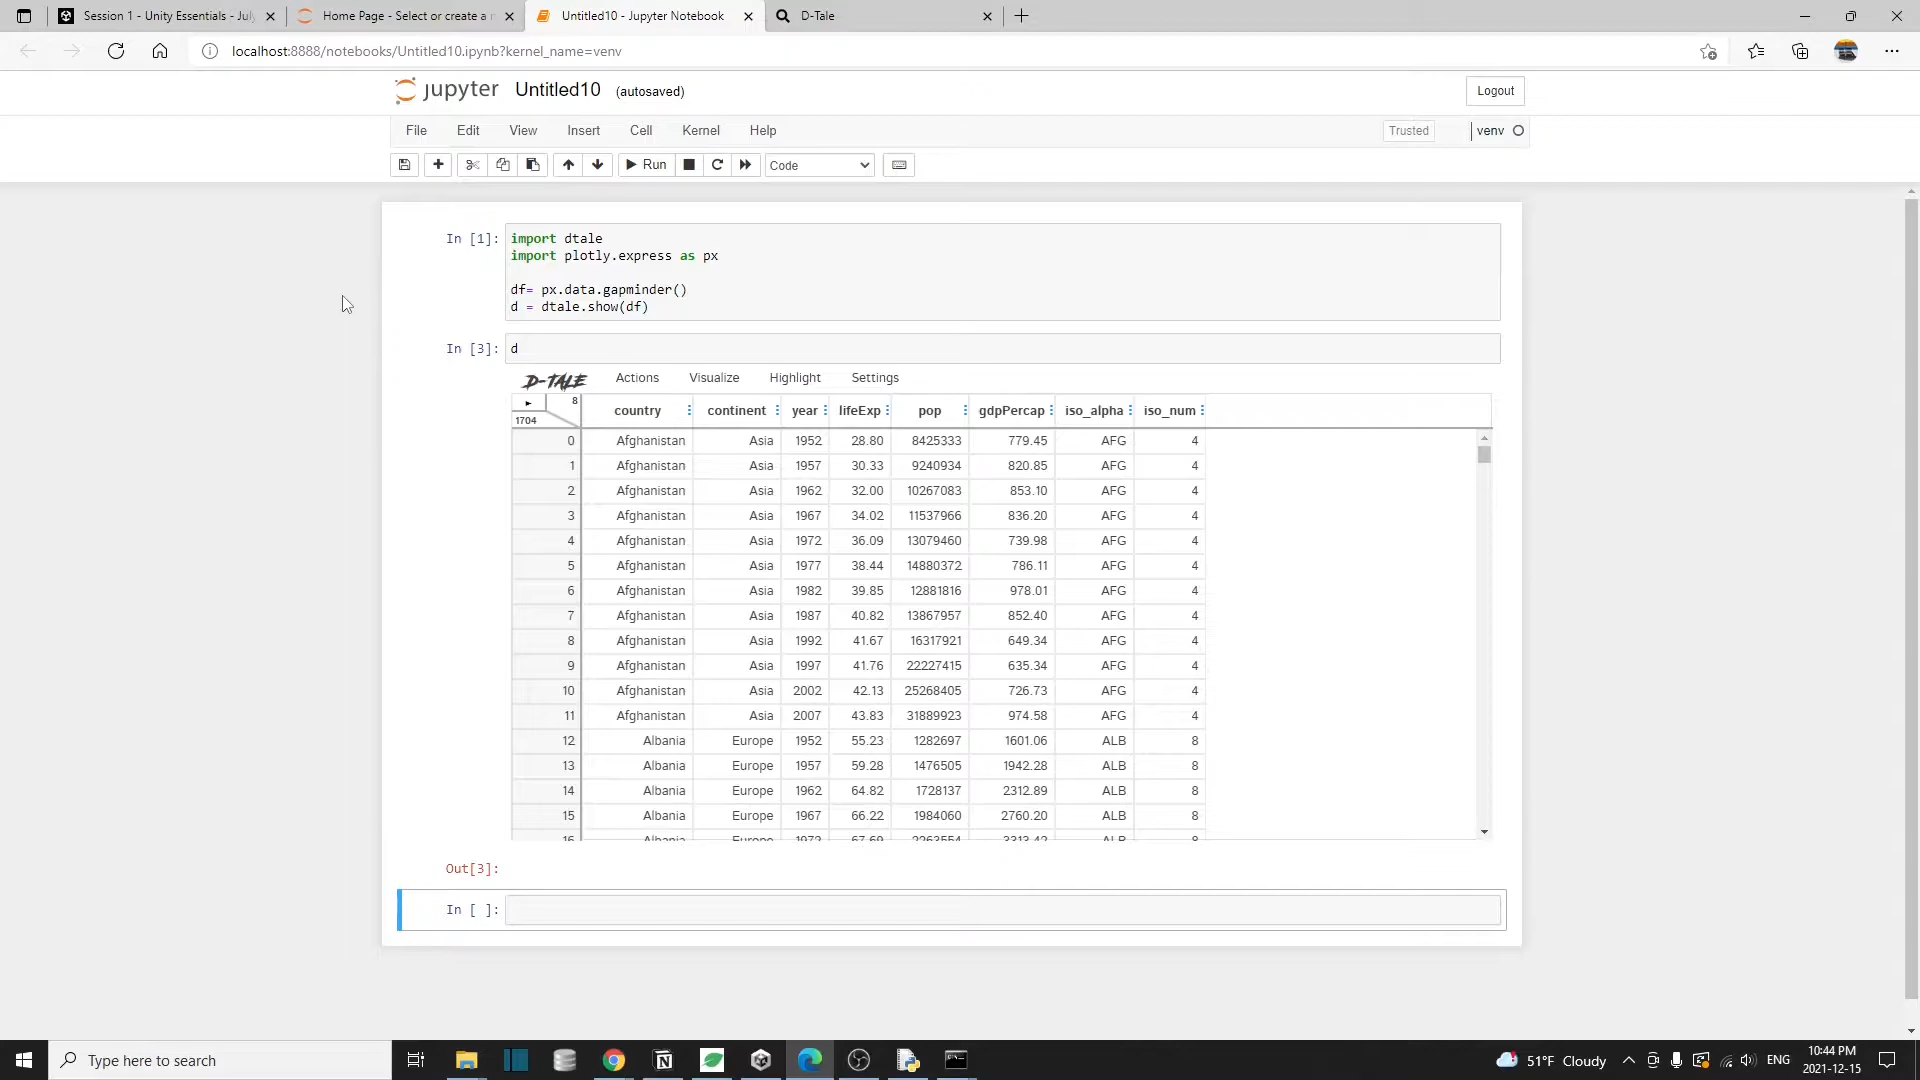 Session 1 - Unity Essentials - Jul
Home Page - Select or create a n
Untitled10 - Jupyter Notebook
D-Tale
localhost:8888/notebooks/Untitled10.ipynb?kernel_name=venv
jupyter Untitled10 (autosaved)
Logout
File Edit View Insert Cell Kernel Help
Trusted
venv
Run
Code
In [1]: import dtale
import plotly.express as px
df= px.data.gapminder()
d = dtale.show(df)
In [3]: d
D-TALE Actions Visualize Highlight Settings
8
1704
country continent year lifeExp pop gdpPercap iso_alpha iso_num
0 Afghanistan Asia 1952 28.80 8425333 779.45 AFG 4
1 Afghanistan Asia 1957 30.33 9240934 820.85 AFG 4
2 Afghanistan Asia 1962 32.00 10267083 853.10 AFG 4
3 Afghanistan Asia 1967 34.02 11537966 836.20 AFG 4
4 Afghanistan Asia 1972 36.09 13079460 739.98 AFG 4
5 Afghanistan Asia 1977 38.44 14880372 786.11 AFG 4
6 Afghanistan Asia 1982 39.85 12881816 978.01 AFG 4
7 Afghanistan Asia 1987 40.82 13867957 852.40 AFG 4
8 Afghanistan Asia 1992 41.67 16317921 649.34 AFG 4
9 Afghanistan Asia 1997 41.76 22227415 635.34 AFG 4
10 Afghanistan Asia 2002 42.13 25268405 726.73 AFG 4
11 Afghanistan Asia 2007 43.83 31889923 974.58 AFG 4
12 Albania Europe 1952 55.23 1282697 1601.06 ALB 8
13 Albania Europe 1957 59.28 1476505 1942.28 ALB 8
14 Albania Europe 1962 64.82 1728137 2312.89 ALB 8
15 Albania Europe 1967 66.22 1984060 2760.20 ALB 8
16 Albania Europe 1972 67.69 2263554 3313.42 ALB 8
Out[3]:
In [ ]:
Type here to search
51°F Cloudy
ENG
10:44 PM
2021-12-15